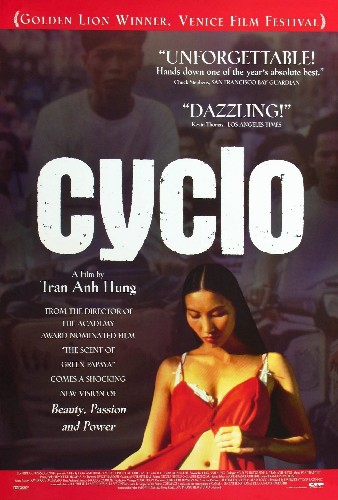 (GOLDEN LION WINNER, VENICE FILM FESTIVAL)
"UNFORGETTABLE!
Hands down one of the year's absolute best."
Chuck Stephens, SAN FRANCISCO BAY GUARDIAN
"DAZZLING!"
Kevin Thomas, LOS ANGELES TIMES
cyclo
A Film by
Tran Anh Hung
FROM THE DIRECTOR OF
THE ACADEMY
AWARD NOMINATED FILM
"THE SCENT OF
GREEN PAPAYA"
COMES A SHOCKING
NEW VISION OF
Beauty, Passion
and Power